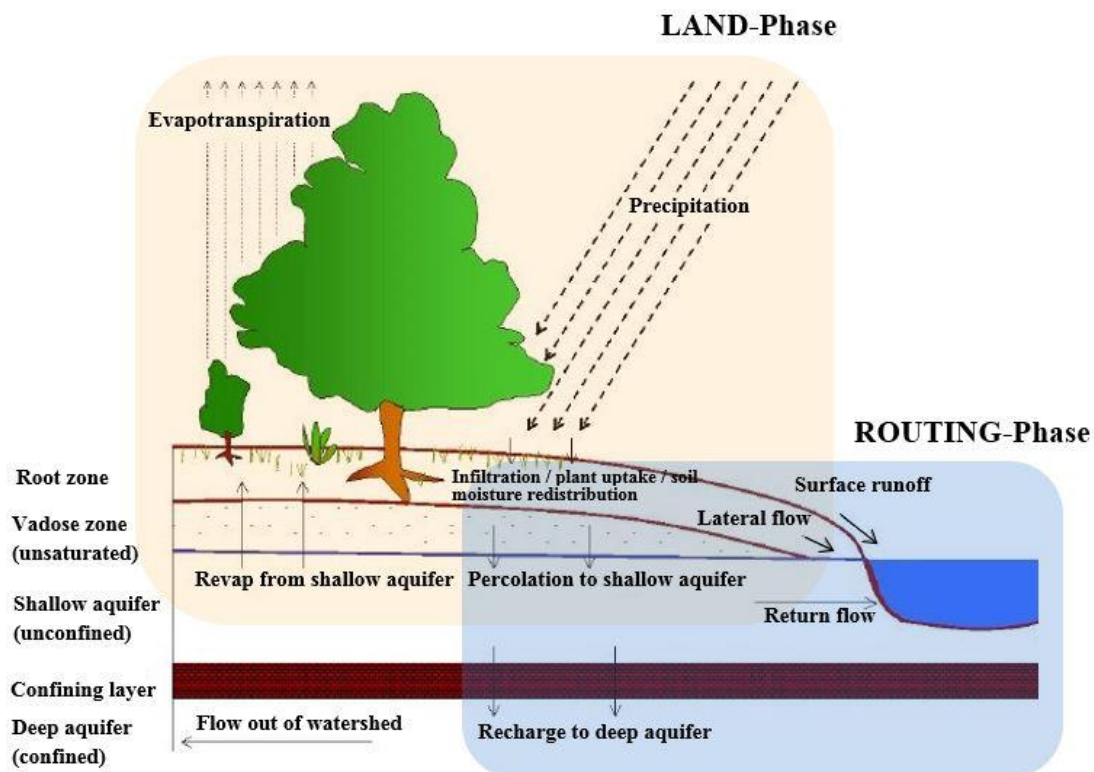 LAND-Phase
Evapotranspiration
Precipitation
ROUTING-Phase
Root zone
Infiltration / plant uptake / soil
moisture redistribution
Surface runoff
Lateral flow
Vadose zone
(unsaturated)
Revap from shallow aquifer
Percolation to shallow aquifer
Shallow aquifer
(unconfined)
Return flow
Confining layer
Deep aquifer
(confined)
Flow out of watershed
Recharge to deep aquifer